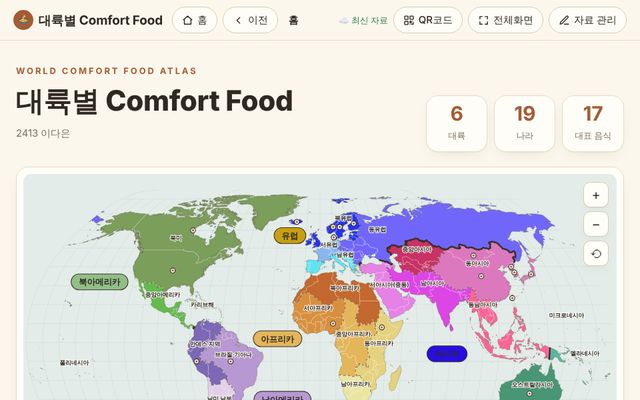 대륙별 Comfort Food
홈
이전
홈
최신 자료
QR코드
전체화면
자료 관리
WORLD COMFORT FOOD ATLAS
대륙별 Comfort Food
2413 이다은
6
대륙
19
나라
17
대표 음식
+
−
북유럽
북미
유럽
동유럽
서유럽
남유럽
중앙아시아
동아시아
북아메리카
중앙아메리카
카리브해
북아프리카
서아시아(중동)
남아시아
서아프리카
동남아시아
미크로네시아
안데스 지역
브라질·기아나
아프리카
중앙아프리카
동아프리카
폴리네시아
멜라네시아
남아프리카
오스트랄라시아
남미 남부
남아메리카